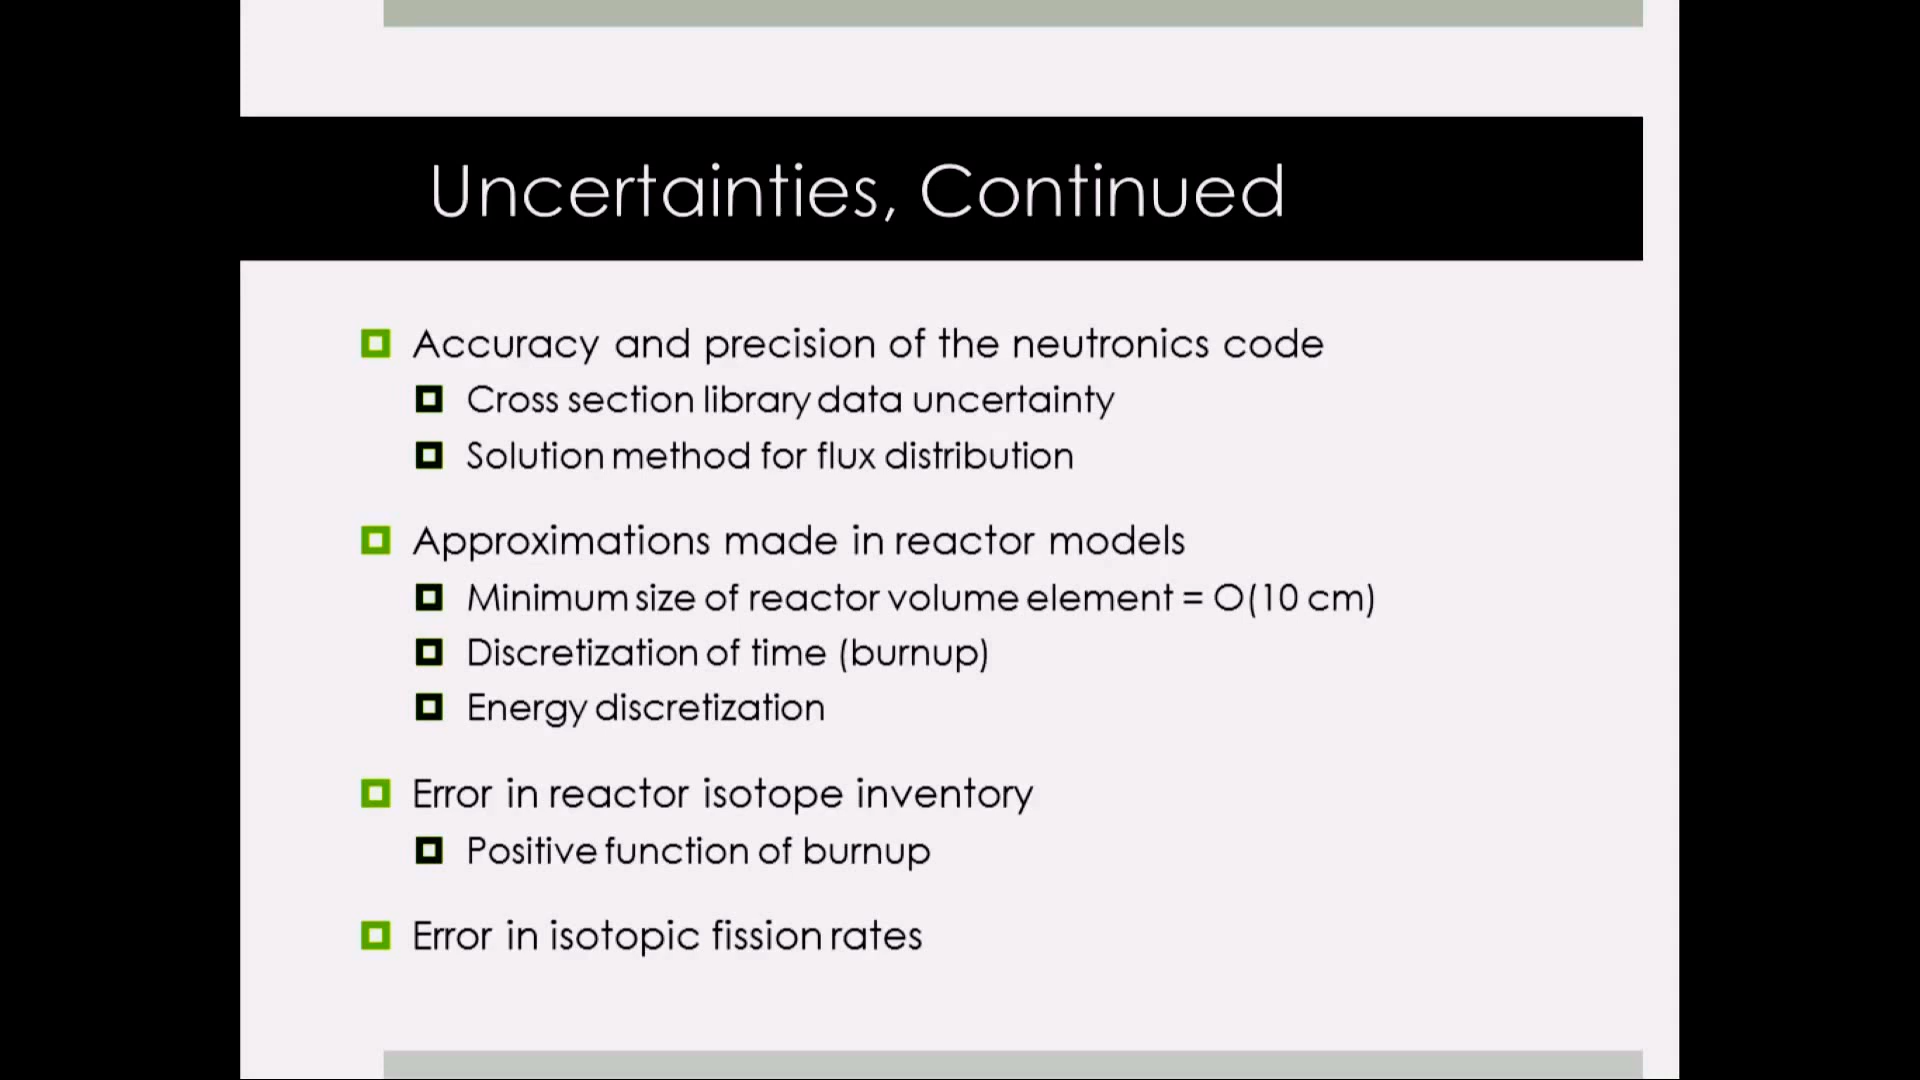 Uncertainties, Continued
Accuracy and precision of the neutronics code
Cross section library data uncertainty
Solution method for flux distribution
Approximations made in reactor models
Minimum size of reactor volume element = O(10 cm)
Discretization of time (burnup)
Energy discretization
Error in reactor isotope inventory
Positive function of burnup
Error in isotopic fission rates